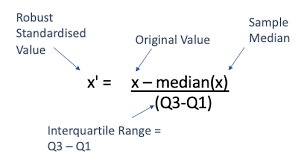 Robust
Standardised
Value
Original Value
Sample
Median
x' = x – median(x)
(Q3-Q1)
Interquartile Range =
Q3 – Q1